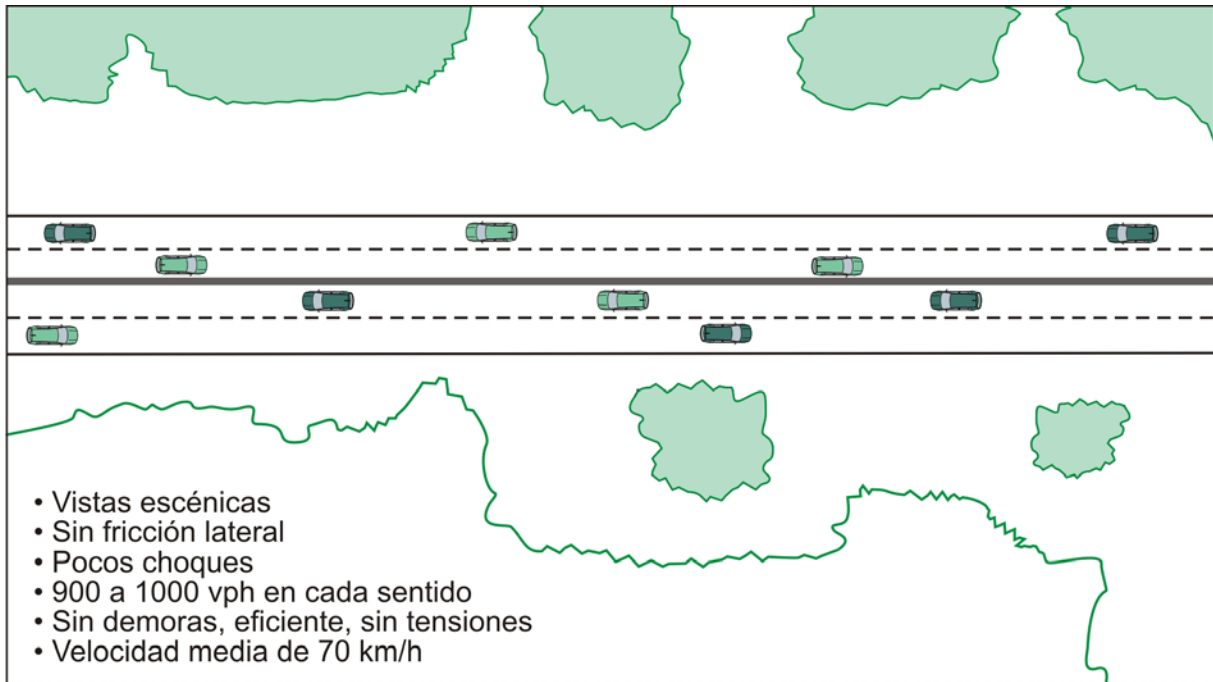 • Vistas escénicas
• Sin fricción lateral
• Pocos choques
• 900 a 1000 vph en cada sentido
• Sin demoras, eficiente, sin tensiones
• Velocidad media de 70 km/h